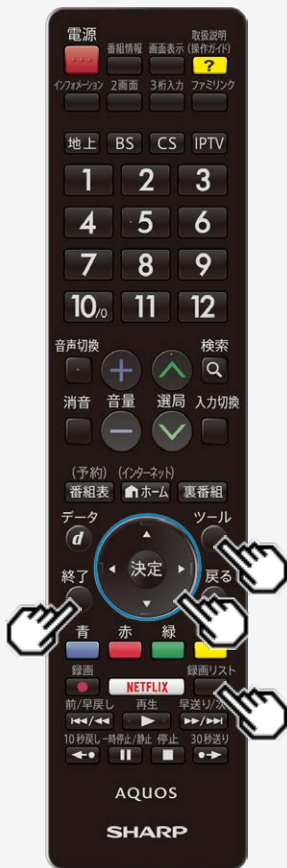 電源
番組情報 画面表示 取扱説明(操作ガイド)
?
インフォメーション 2画面 3桁入力 ファミリンク
地上 BS CS IPTV
1 2 3
4 5 6
7 8 9
10/0 11 12
音声切換 検索
+
消音 音量 選局 入力切換
−
(予約) (インターネット)
番組表 ホーム 裏番組
データ ツール
d
終了 決定 戻る
青 赤 緑
録画 録画リスト
NETFLIX
前/早戻し 再生 早送り/次
10秒戻し 一時停止/静止 停止 30秒送り
AQUOS
SHARP